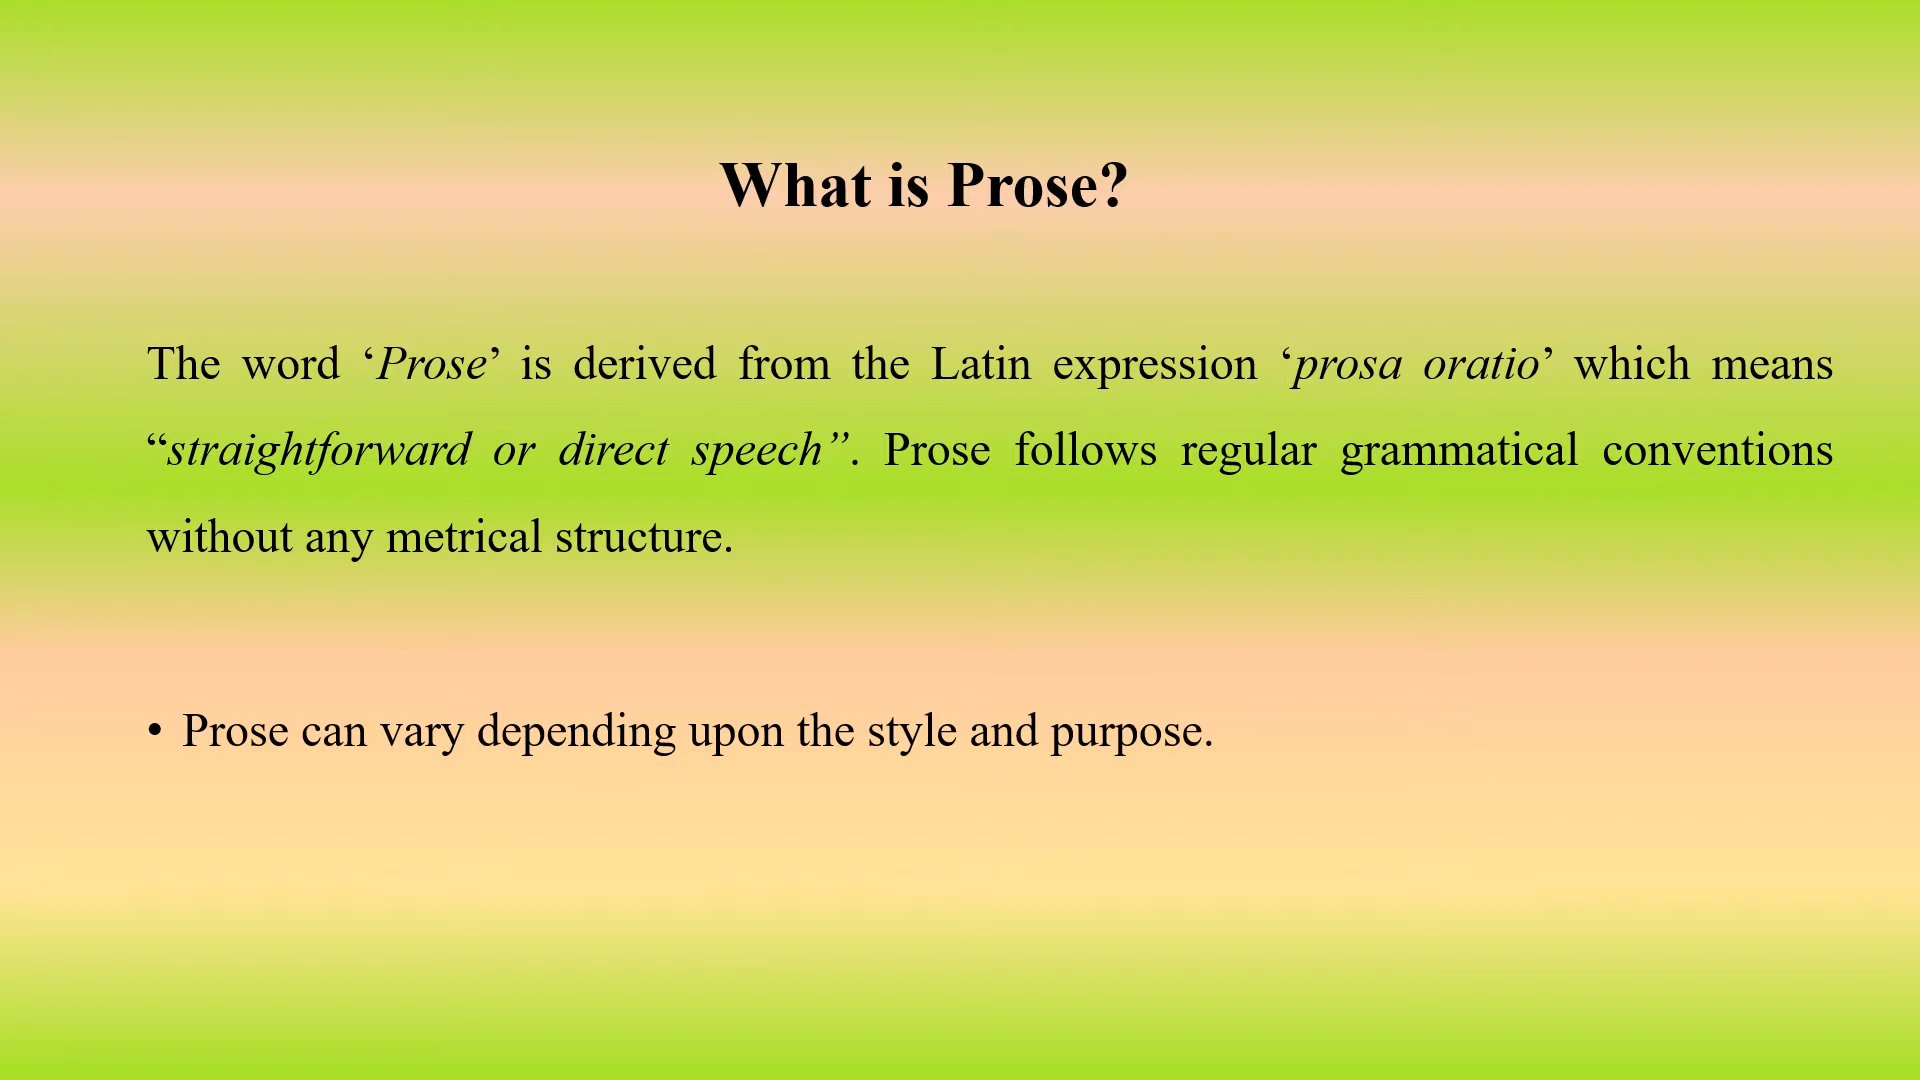 What is Prose?
The word ‘Prose’ is derived from the Latin expression ‘prosa oratio’ which means
“straightforward or direct speech”. Prose follows regular grammatical conventions
without any metrical structure.
• Prose can vary depending upon the style and purpose.